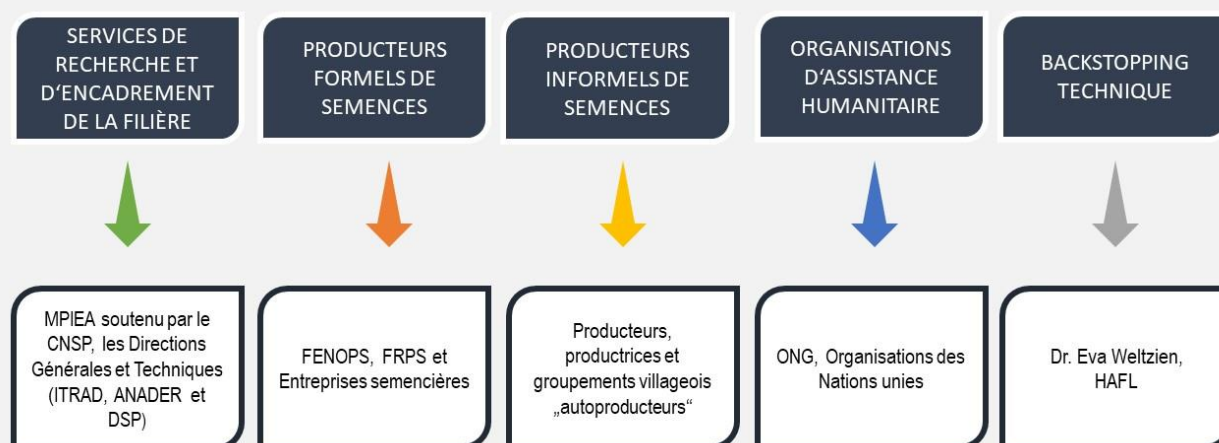 SERVICES DE
RECHERCHE ET
D‘ENCADREMENT
DE LA FILIÈRE
PRODUCTEURS
FORMELS DE
SEMENCES
PRODUCTEURS
INFORMELS DE
SEMENCES
ORGANISATIONS
D‘ASSISTANCE
HUMANITAIRE
BACKSTOPPING
TECHNIQUE
MPIEA soutenu par le
CNSP, les Directions
Générales et Techniques
(ITRAD, ANADER et
DSP)
FENOPS, FRPS et
Entreprises semencières
Producteurs,
productrices et
groupements villageois
„autoproducteurs“
ONG, Organisations des
Nations unies
Dr. Eva Weltzien,
HAFL